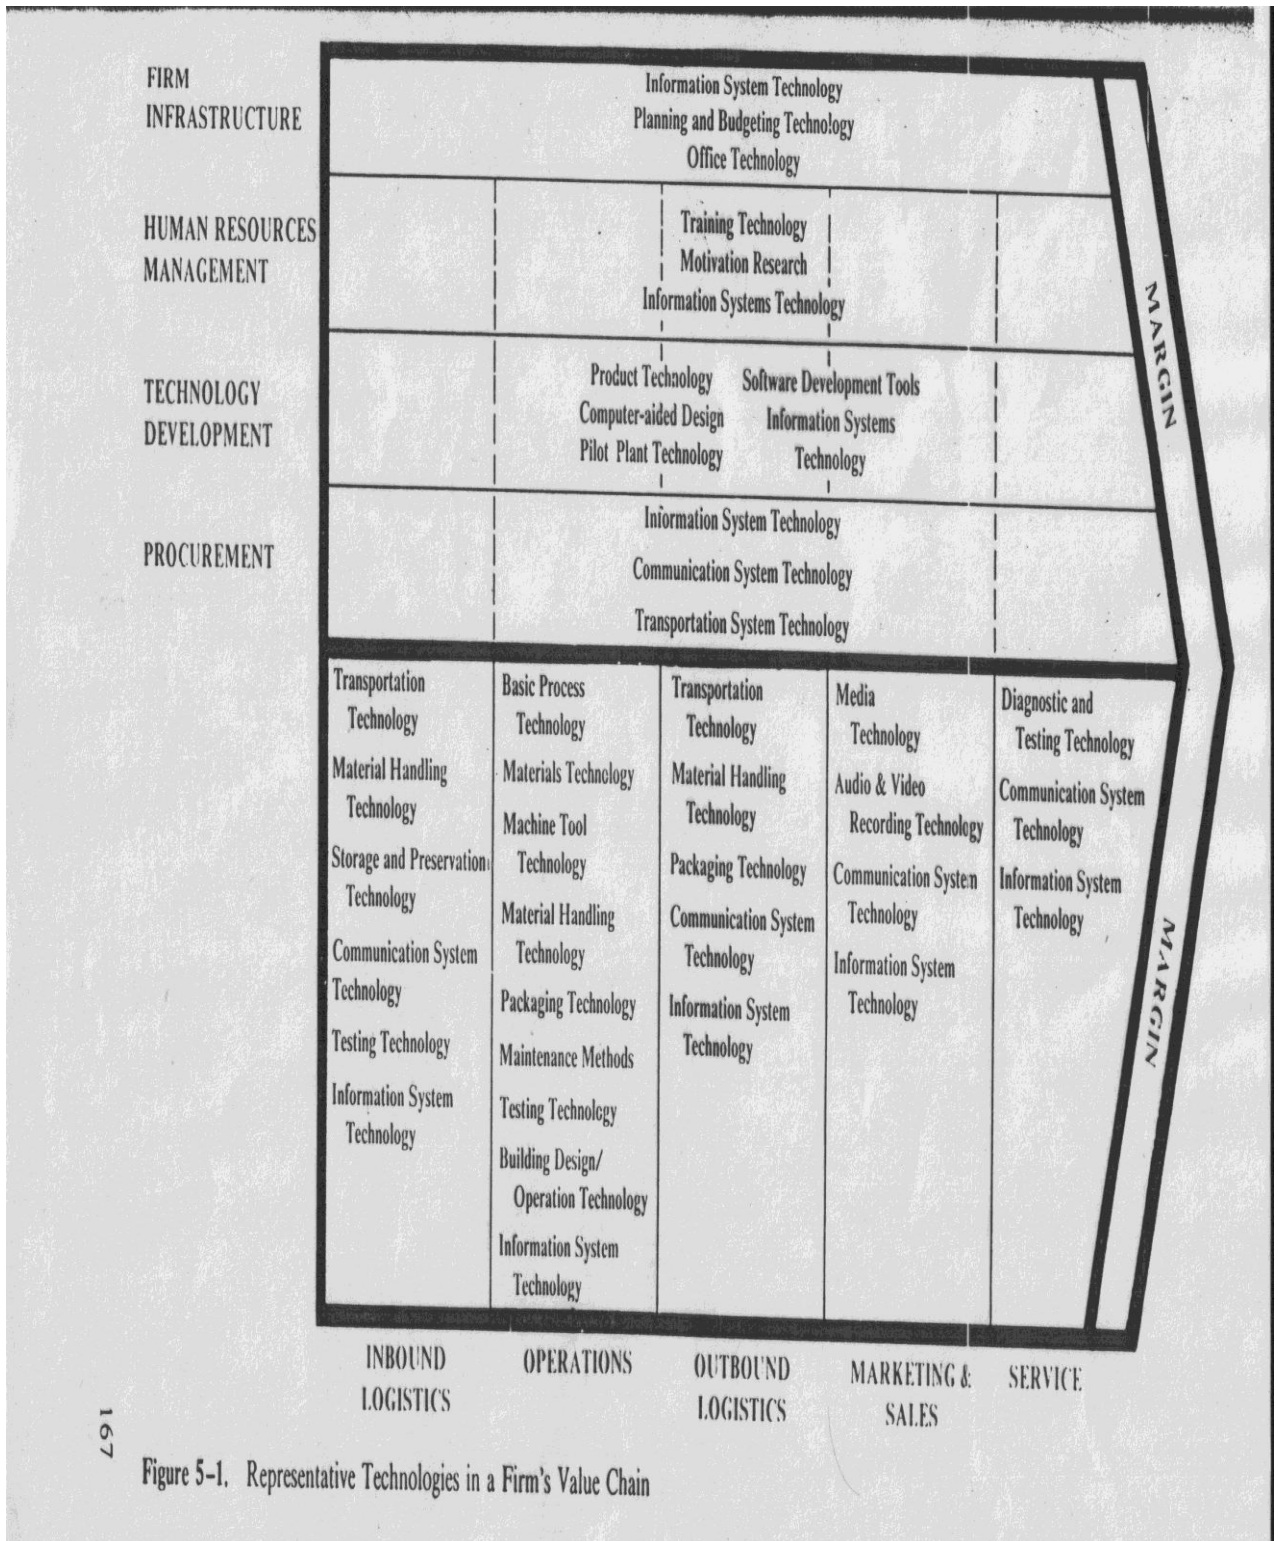 FIRM
INFRASTRUCTURE
Information System Technology
Planning and Budgeting Technology
Office Technology
HUMAN RESOURCES
MANAGEMENT
Training Technology
Motivation Research
Information Systems Technology
TECHNOLOGY
DEVELOPMENT
Product Technology
Computer-aided Design
Pilot Plant Technology
Software Development Tools
Information Systems
Technology
PROCUREMENT
Information System Technology
Communication System Technology
Transportation System Technology
MARGIN
Transportation
Technology
Material Handling
Technology
Storage and Preservation
Technology
Communication System
Technology
Testing Technology
Information System
Technology
Basic Process
Technology
Materials Technology
Machine Tool
Technology
Material Handling
Technology
Packaging Technology
Maintenance Methods
Testing Technology
Building Design/
Operation Technology
Information System
Technology
Transportation
Technology
Material Handling
Technology
Packaging Technology
Communication System
Technology
Information System
Technology
Media
Technology
Audio & Video
Recording Technology
Communication System
Technology
Information System
Technology
Diagnostic and
Testing Technology
Communication System
Technology
Information System
Technology
MARGIN
INBOUND
LOGISTICS
OPERATIONS
OUTBOUND
LOGISTICS
MARKETING &
SALES
SERVICE
167
Figure 5-1. Representative Technologies in a Firm's Value Chain